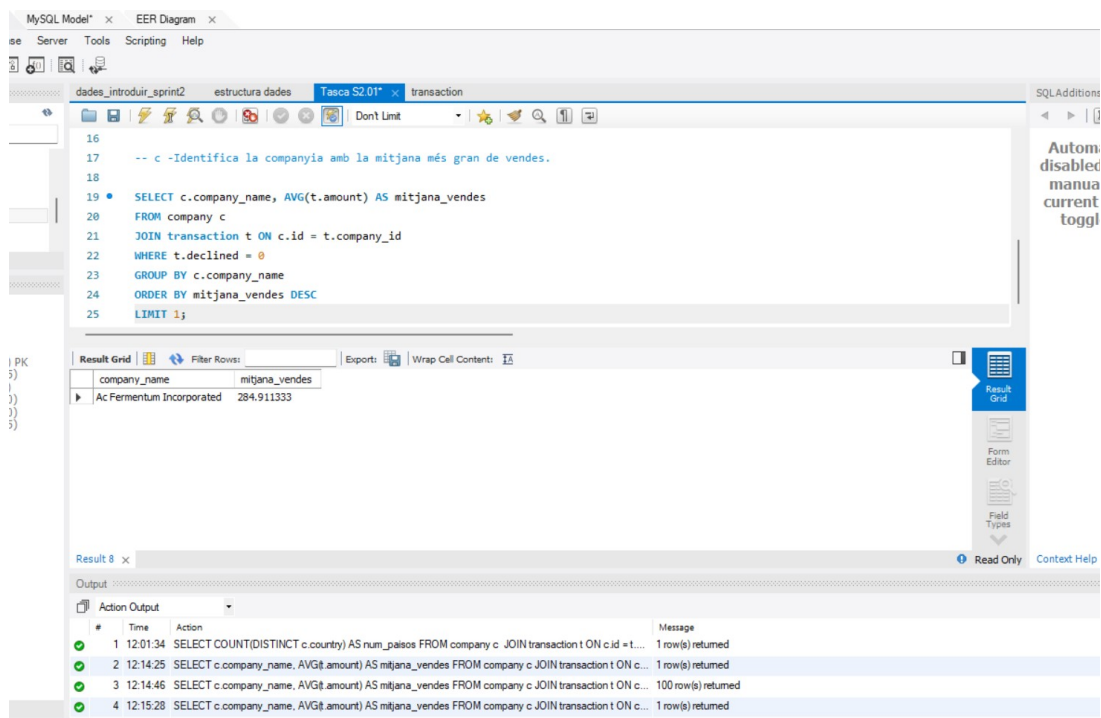 MySQL Model* × EER Diagram ×
se Server Tools Scripting Help
dades_introduir_sprint2 estructura dades Tasca S2.01* × transaction
SQLAdditions
Don't Limit
16
17 -- c -Identifica la companyia amb la mitjana més gran de vendes.
18
19 SELECT c.company_name, AVG(t.amount) AS mitjana_vendes
20 FROM company c
21 JOIN transaction t ON c.id = t.company_id
22 WHERE t.declined = 0
23 GROUP BY c.company_name
24 ORDER BY mitjana_vendes DESC
25 LIMIT 1;
Automa
disabled
manua
current
toggl
) PK
5)
)
0)
)
5)
Result Grid Filter Rows: Export: Wrap Cell Content:
company_name mitjana_vendes
Ac Fermentum Incorporated 284.911333
Result
Grid
Form
Editor
Field
Types
Result 8 × Read Only Context Help
Output
Action Output
# Time Action Message
1 12:01:34 SELECT COUNT(DISTINCT c.country) AS num_paisos FROM company c JOIN transaction t ON c.id = t.... 1 row(s) returned
2 12:14:25 SELECT c.company_name, AVG(t.amount) AS mitjana_vendes FROM company c JOIN transaction t ON c... 1 row(s) returned
3 12:14:46 SELECT c.company_name, AVG(t.amount) AS mitjana_vendes FROM company c JOIN transaction t ON c... 100 row(s) returned
4 12:15:28 SELECT c.company_name, AVG(t.amount) AS mitjana_vendes FROM company c JOIN transaction t ON c... 1 row(s) returned